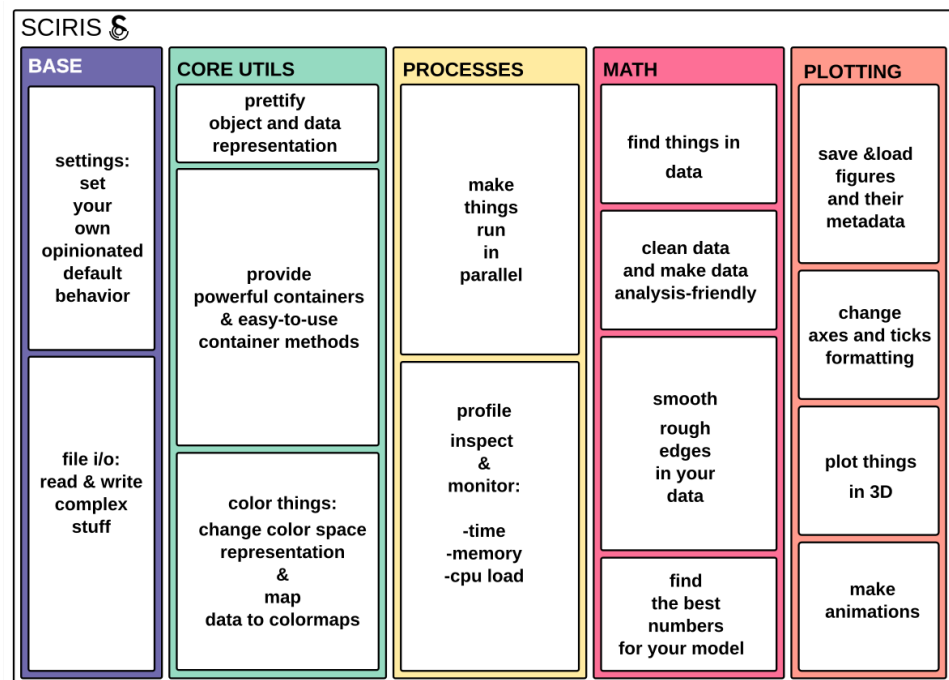 SCIRIS
BASE
settings:
set
your
own
opinionated
default
behavior
file i/o:
read & write
complex
stuff
CORE UTILS
prettify
object and data
representation
provide
powerful containers
& easy-to-use
container methods
color things:
change color space
representation
&
map
data to colormaps
PROCESSES
make
things
run
in
parallel
profile
inspect
&
monitor:
-time
-memory
-cpu load
MATH
find things in
data
clean data
and make data
analysis-friendly
smooth
rough
edges
in your
data
find
the best
numbers
for your model
PLOTTING
save &load
figures
and their
metadata
change
axes and ticks
formatting
plot things
in 3D
make
animations